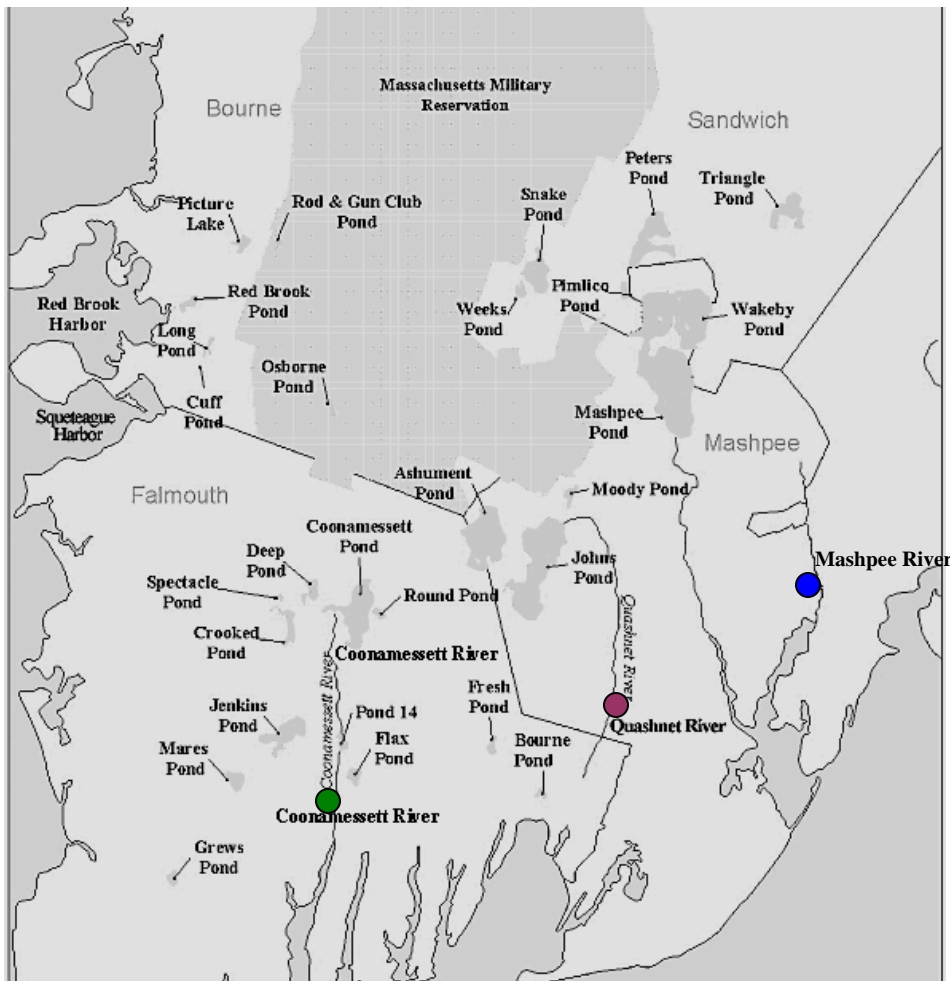 Massachusetts Military
Reservation
Bourne
Sandwich
Peters
Pond
Triangle
Pond
Snake
Pond
Picture
Lake
Rod & Gun Club
Pond
Red Brook
Harbor
Red Brook
Pond
Pimlico
Pond
Weeks
Pond
Wakeby
Pond
Long
Pond
Osborne
Pond
Cuff
Pond
Squeteague
Harbor
Mashpee
Pond
Mashpee
Ashument
Pond
Moody Pond
Falmouth
Coonamessett
Pond
Deep
Pond
Johns
Pond
Mashpee River
Spectacle
Pond
Round Pond
Quashnet River
Crooked
Pond
Coonamessett River
Coonamessett River
Fresh
Pond
Jenkins
Pond
Pond 14
Quashnet River
Flax
Pond
Bourne
Pond
Mares
Pond
Coonamessett River
Grews
Pond